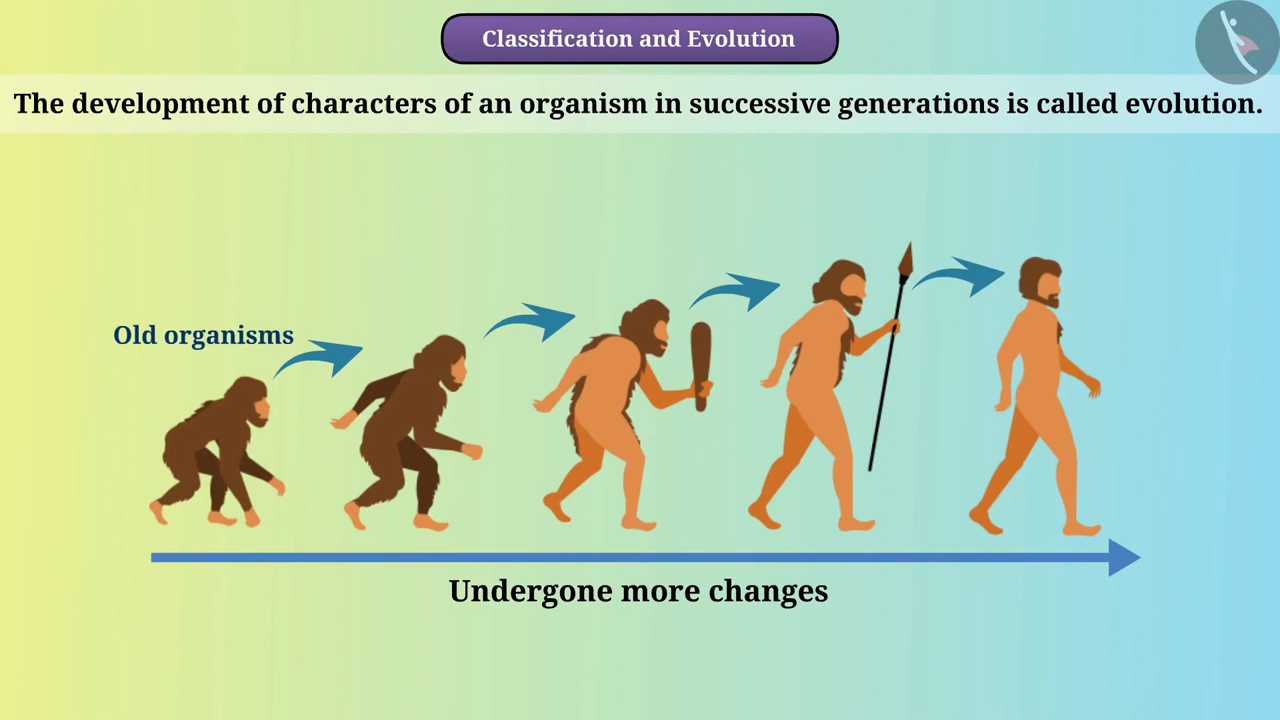 Classification and Evolution
The development of characters of an organism in successive generations is called evolution.
Old organisms
Undergone more changes